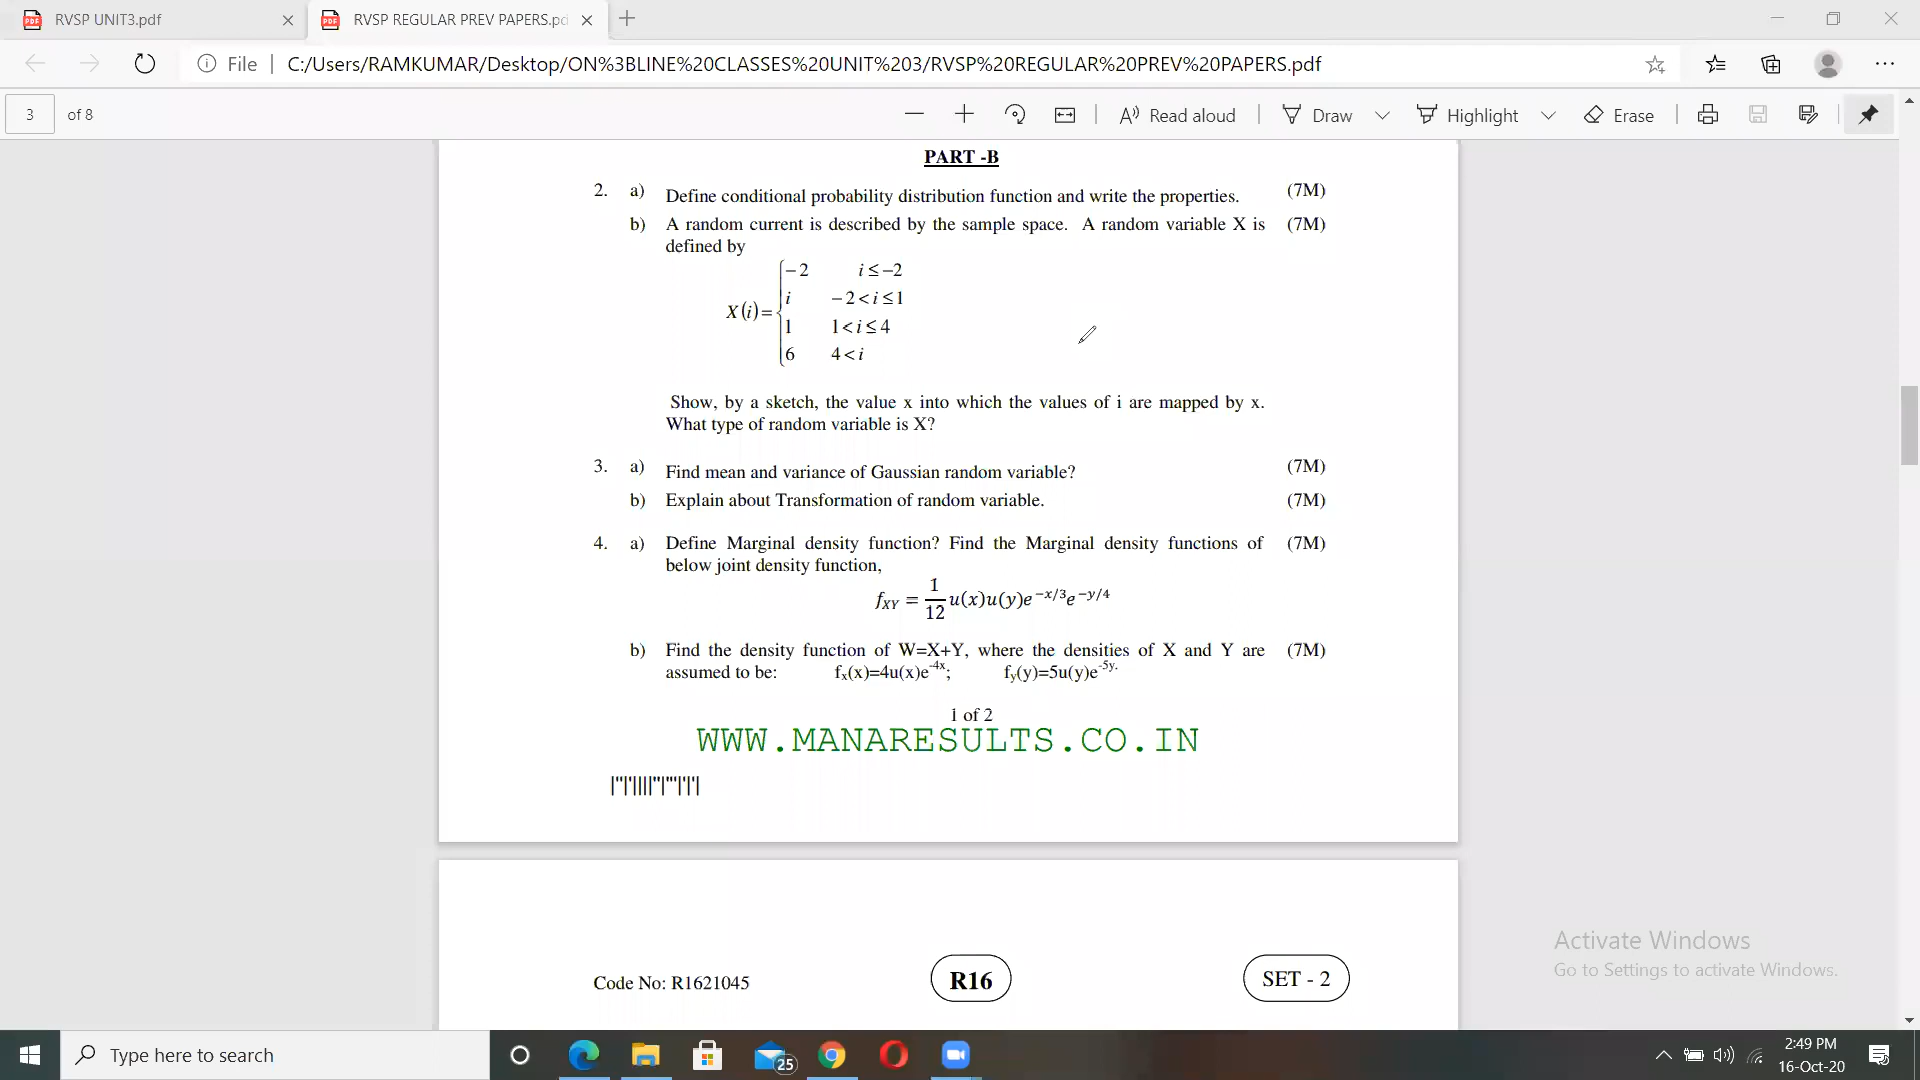 RVSP UNIT3.pdf
RVSP REGULAR PREV PAPERS.pd
File
C:/Users/RAMKUMAR/Desktop/ON%3BLINE%20CLASSES%20UNIT%203/RVSP%20REGULAR%20PREV%20PAPERS.pdf
3 of 8
Read aloud
Draw
Highlight
Erase
PART -B
2. a) Define conditional probability distribution function and write the properties. (7M)
b) A random current is described by the sample space. A random variable X is (7M)
defined by
−2 i ≤ −2
i −2 < i ≤ 1
X(i)=
1 1 < i ≤ 4
6 4 < i
Show, by a sketch, the value x into which the values of i are mapped by x.
What type of random variable is X?
3. a) Find mean and variance of Gaussian random variable? (7M)
b) Explain about Transformation of random variable. (7M)
4. a) Define Marginal density function? Find the Marginal density functions of (7M)
below joint density function,
f_XY = 1/12 u(x)u(y)e^−x/3 e^−y/4
b) Find the density function of W=X+Y, where the densities of X and Y are (7M)
assumed to be: fx(x)=4u(x)e^-4x; fy(y)=5u(y)e^-5y.
1 of 2
WWW.MANARESULTS.CO.IN
|''|'||||''|'''|'|'|
Code No: R1621045
R16
SET - 2
Activate Windows
Go to Settings to activate Windows.
Type here to search
25
2:49 PM
16-Oct-20